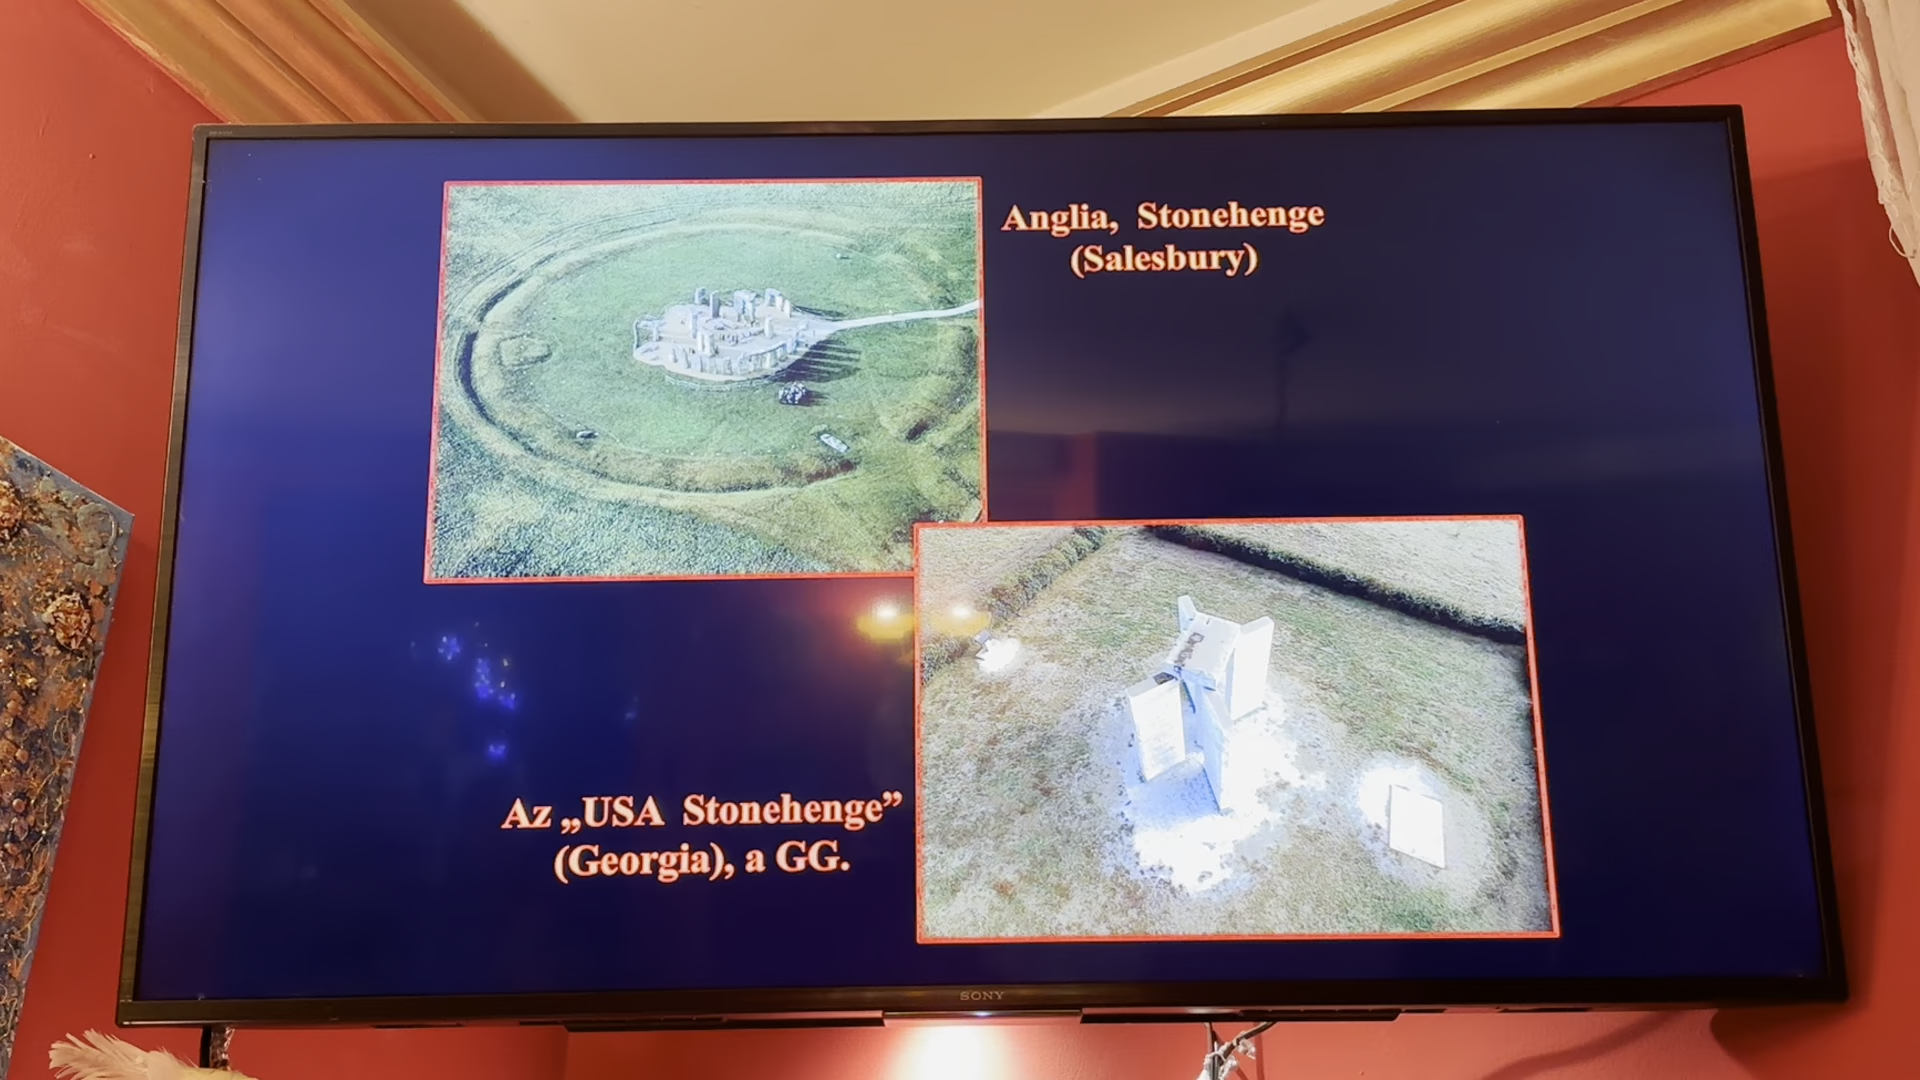 Anglia, Stonehenge
(Salesbury)
Az „USA Stonehenge”
(Georgia), a GG.
SONY